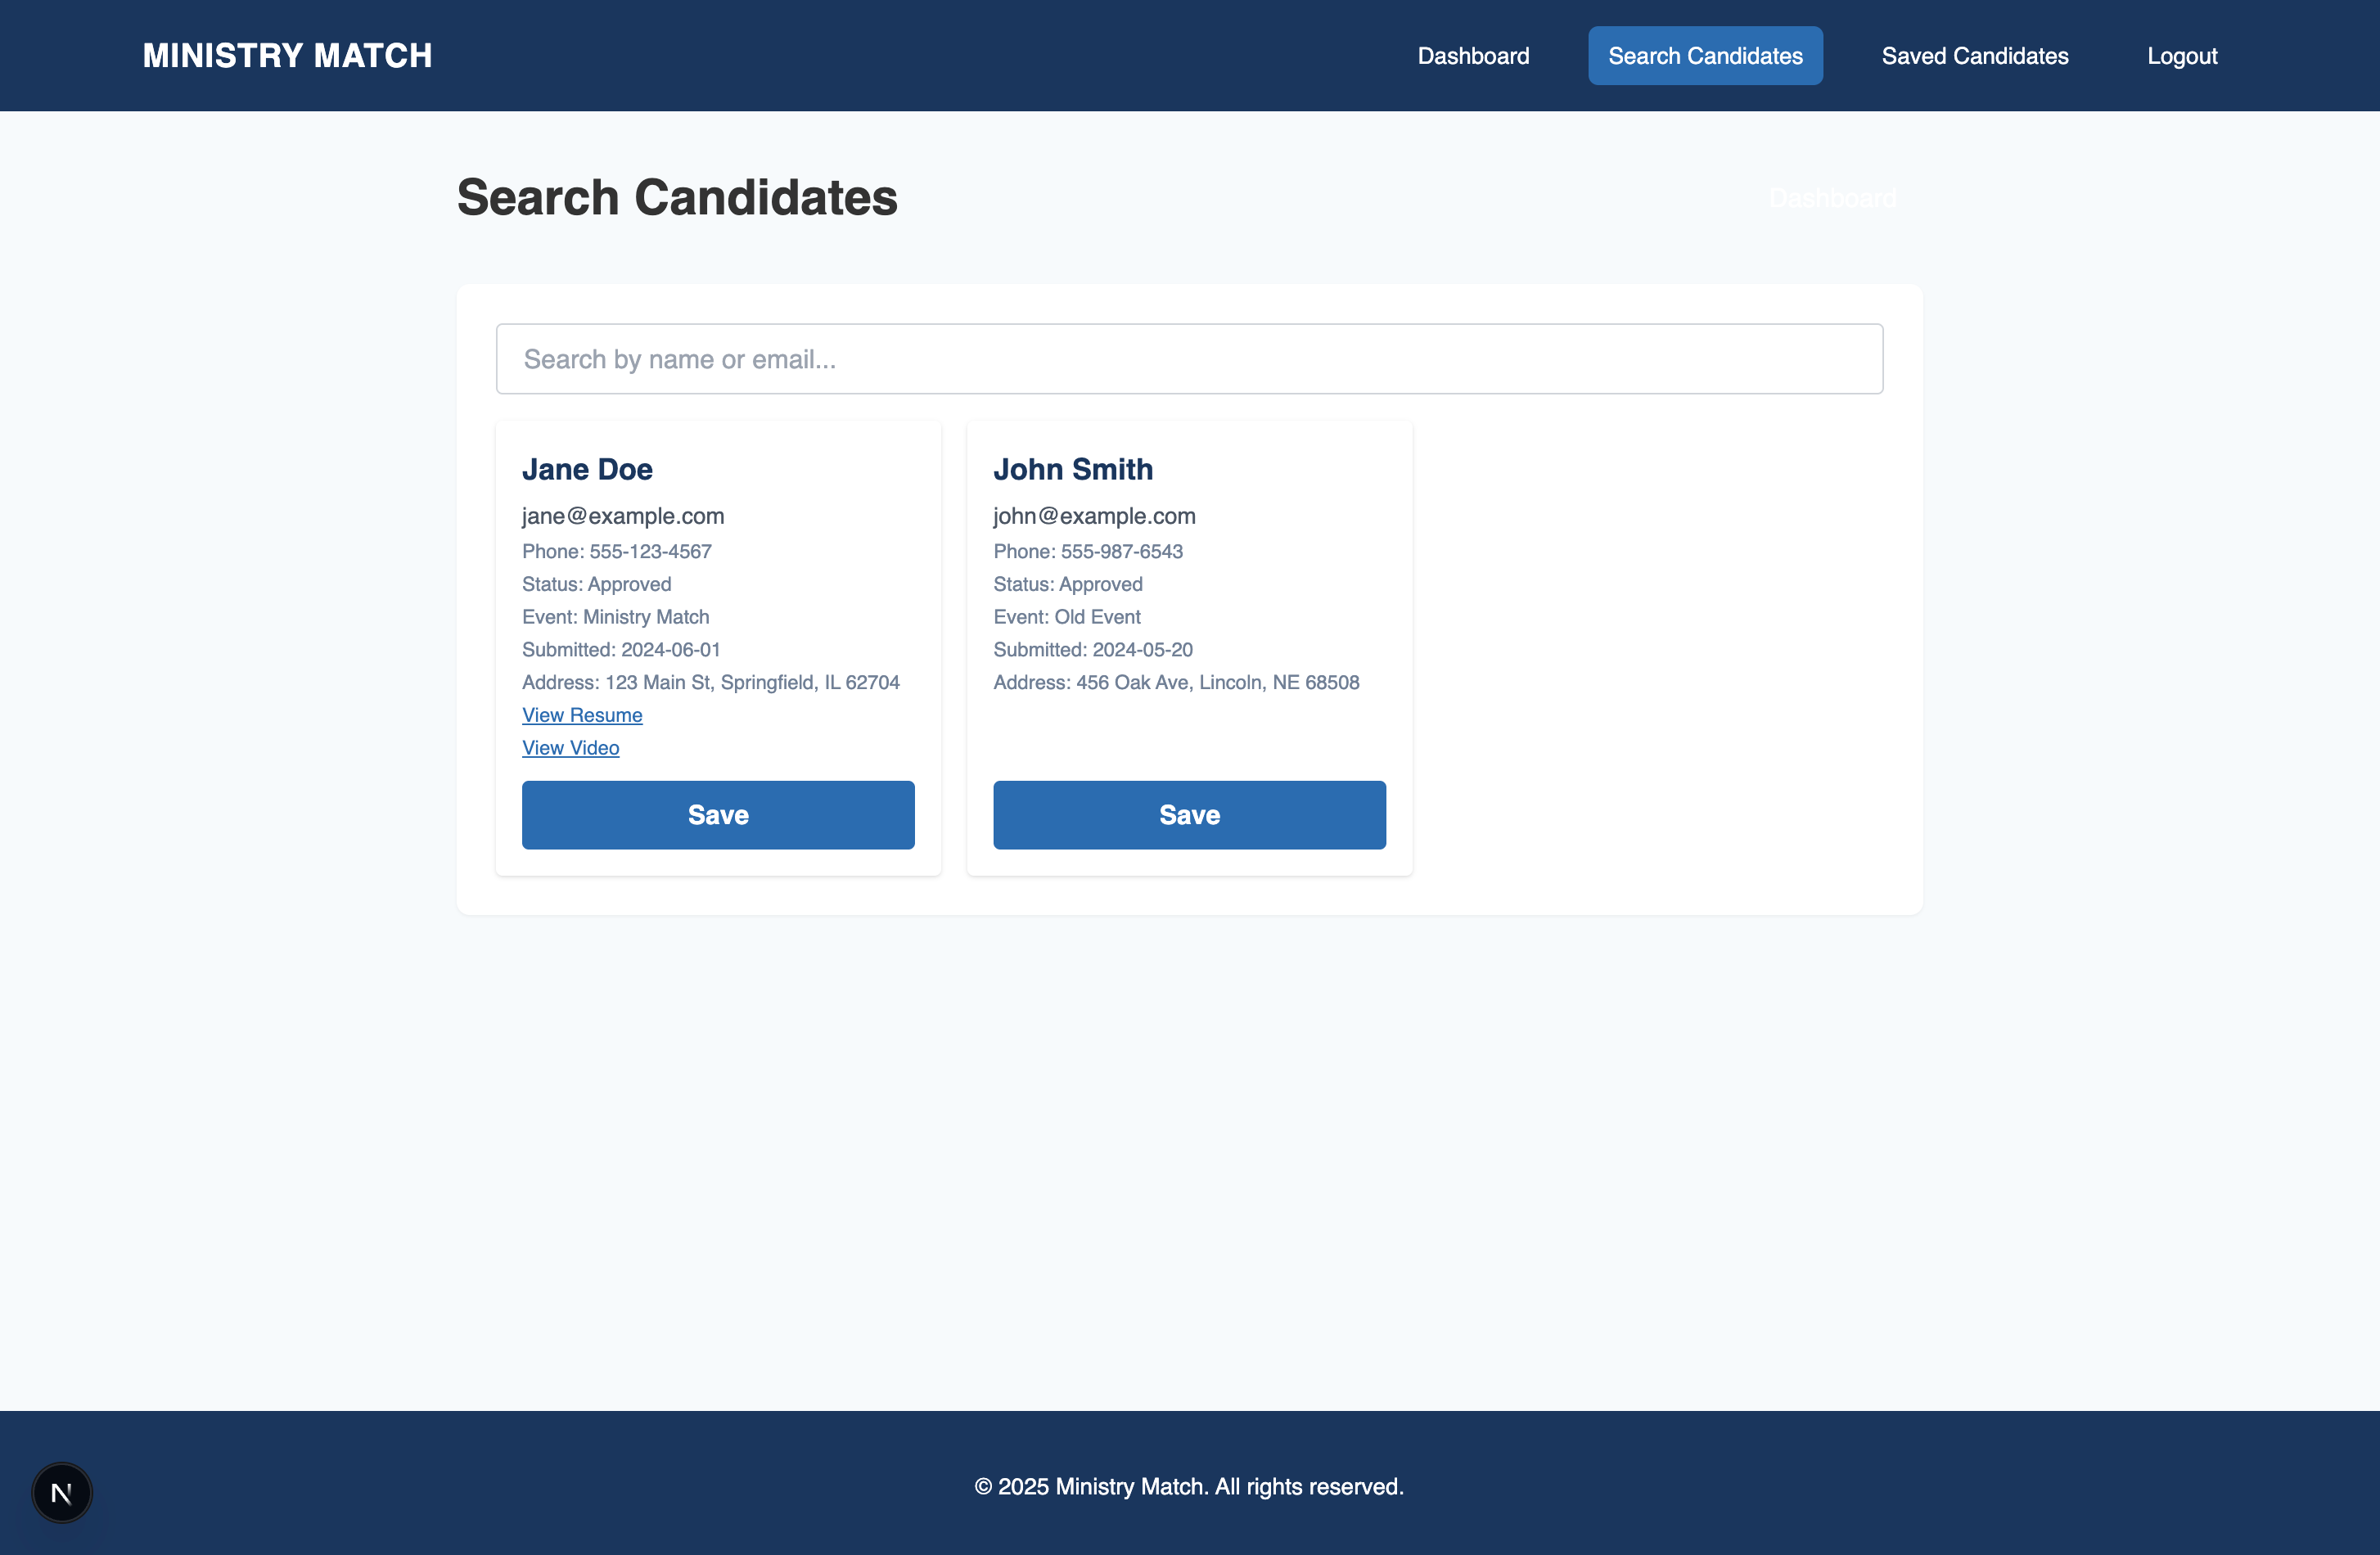 MINISTRY MATCH
Dashboard
Search Candidates
Saved Candidates
Logout
Search Candidates
Dashboard
Search by name or email...
Jane Doe
jane@example.com
Phone: 555-123-4567
Status: Approved
Event: Ministry Match
Submitted: 2024-06-01
Address: 123 Main St, Springfield, IL 62704
View Resume
View Video
Save
John Smith
john@example.com
Phone: 555-987-6543
Status: Approved
Event: Old Event
Submitted: 2024-05-20
Address: 456 Oak Ave, Lincoln, NE 68508
Save
N
© 2025 Ministry Match. All rights reserved.